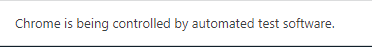 Chrome is being controlled by automated test software.